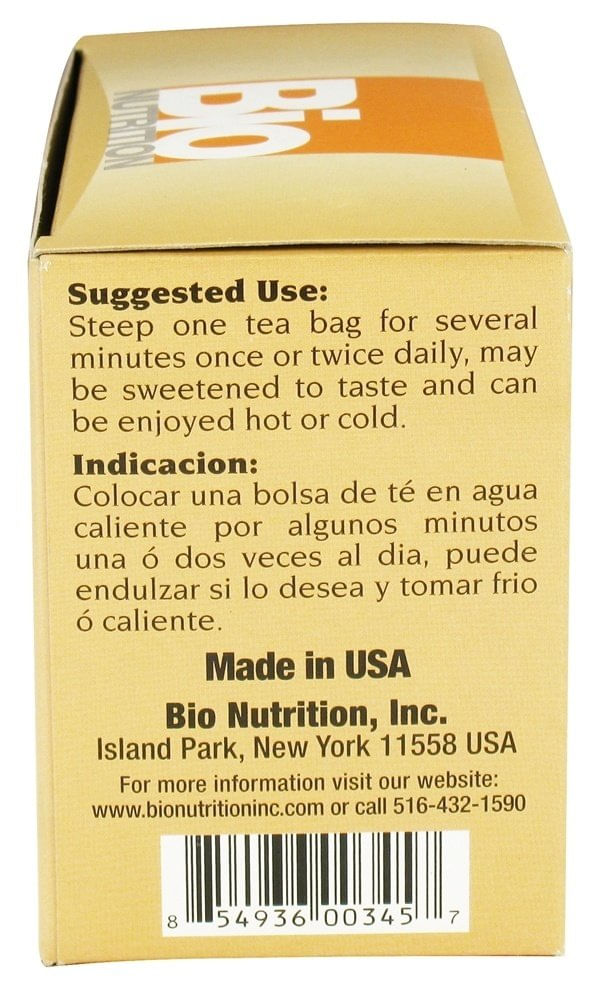 Bio
NUTRITION
Suggested Use:
Steep one tea bag for several
minutes once or twice daily, may
be sweetened to taste and can
be enjoyed hot or cold.
Indicacion:
Colocar una bolsa de té en agua
caliente por algunos minutos
una ó dos veces al dia, puede
endulzar si lo desea y tomar frio
ó caliente.
Made in USA
Bio Nutrition, Inc.
Island Park, New York 11558 USA
For more information visit our website:
www.bionutritioninc.com or call 516-432-1590
8 54936 00345 7